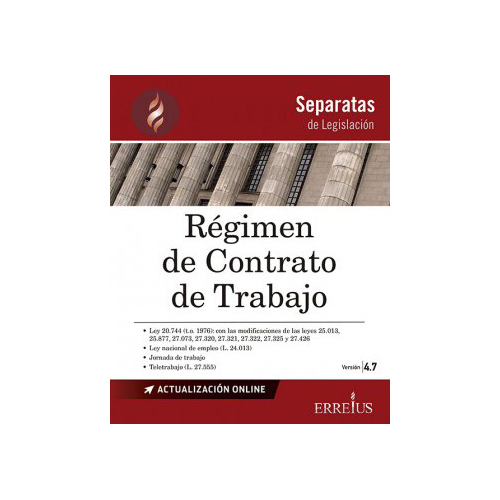 Separatas
de Legislación
Régimen
de Contrato
de Trabajo
• Ley 20.744 (t.o. 1976): con las modificaciones de las leyes 25.013,
25.877, 27.073, 27.320, 27.321, 27.322, 27.325 y 27.426
• Ley nacional de empleo (L. 24.013)
• Jornada de trabajo
• Teletrabajo (L. 27.555)
Versión 4.7
ACTUALIZACIÓN ONLINE
ERREIUS